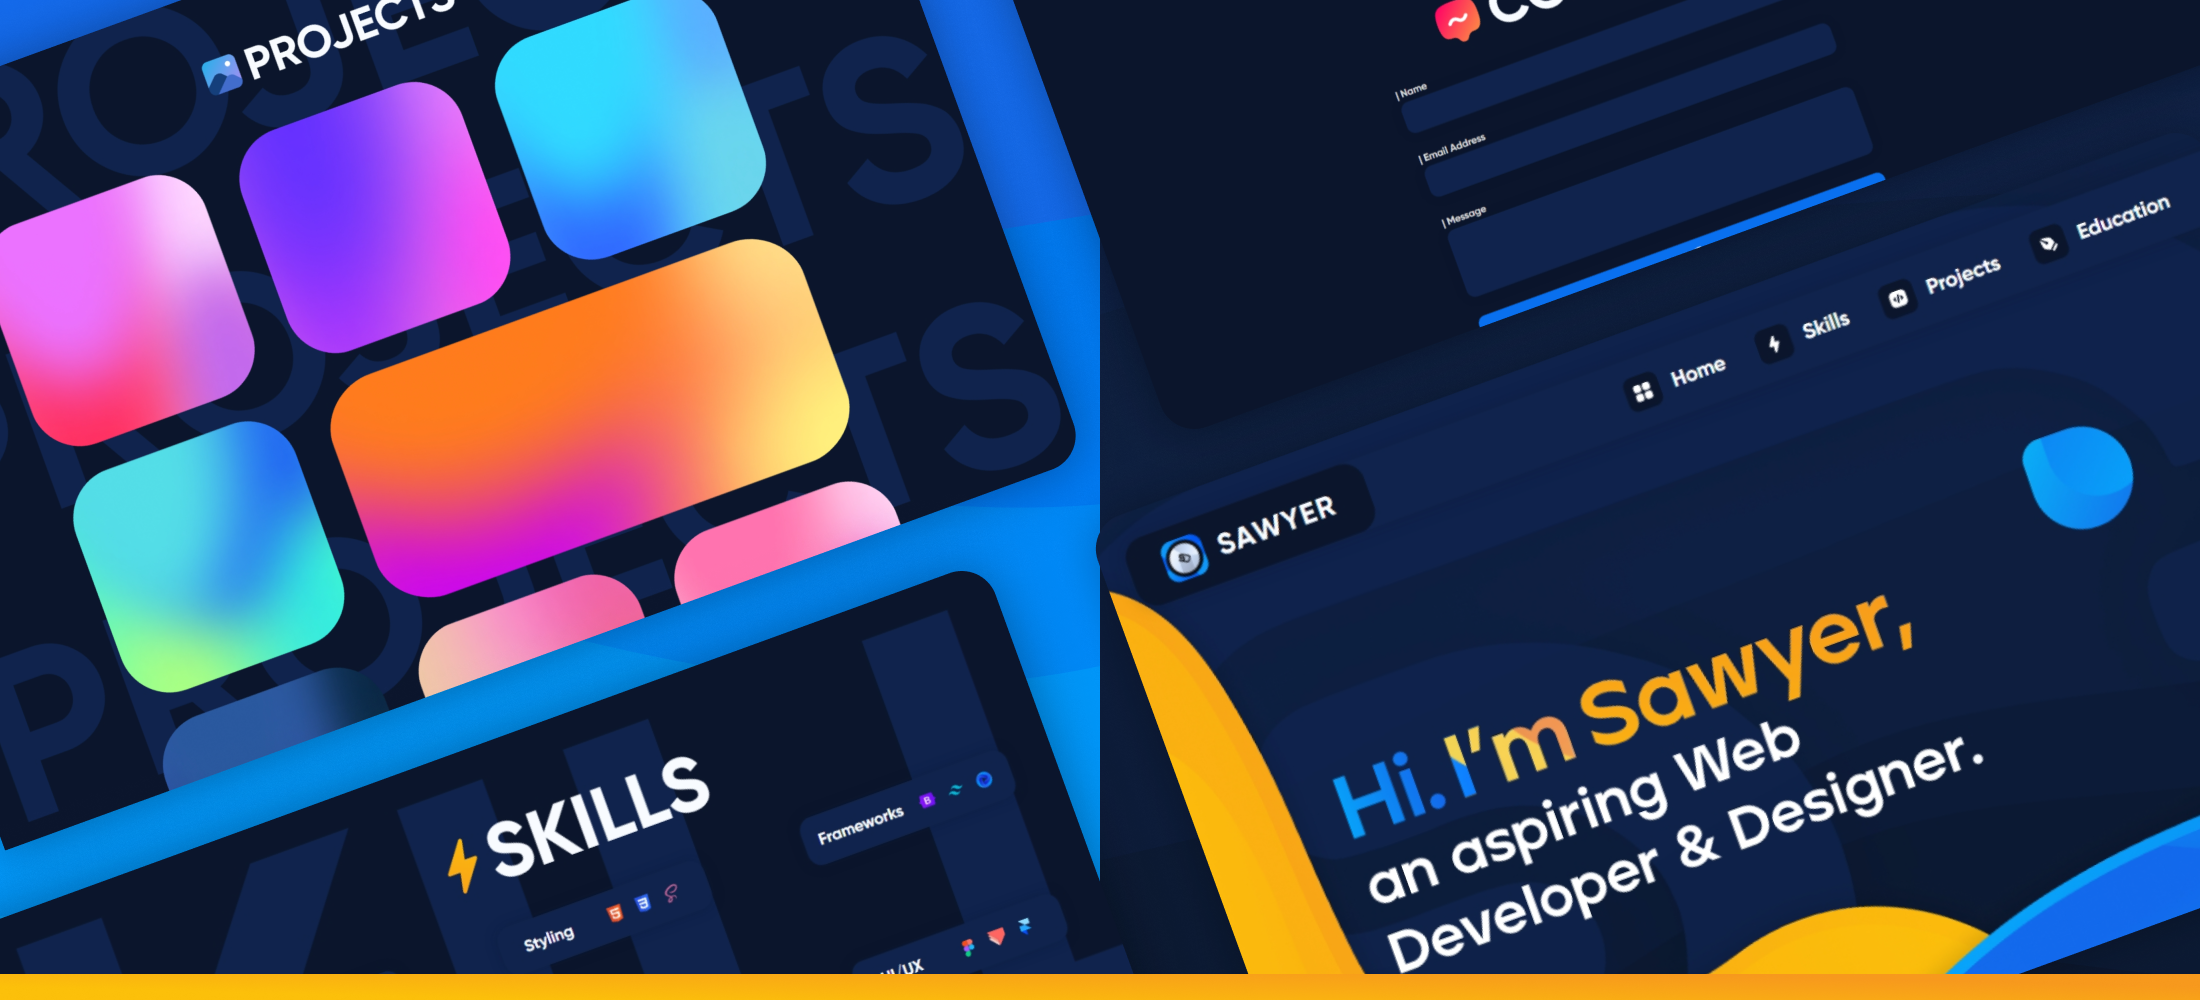 PROJECTS
SKILLS
Frameworks
Styling
UI/UX
| Name
| Email Address
| Message
Home
Skills
Projects
Education
SAWYER
Hi. I'm Sawyer,
an aspiring Web
Developer & Designer.